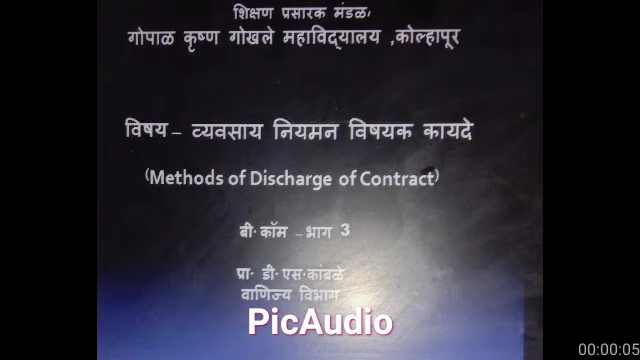 शिक्षण प्रसारक मंडळ,
गोपाळ कृष्ण गोखले महाविद्यालय ,कोल्हापूर
विषय – व्यवसाय नियमन विषयक कायदे
(Methods of Discharge of Contract)
बी. कॉम – भाग 3
प्रा. डी. एस.कांबळे
वाणिज्य विभाग
PicAudio
00:00:05